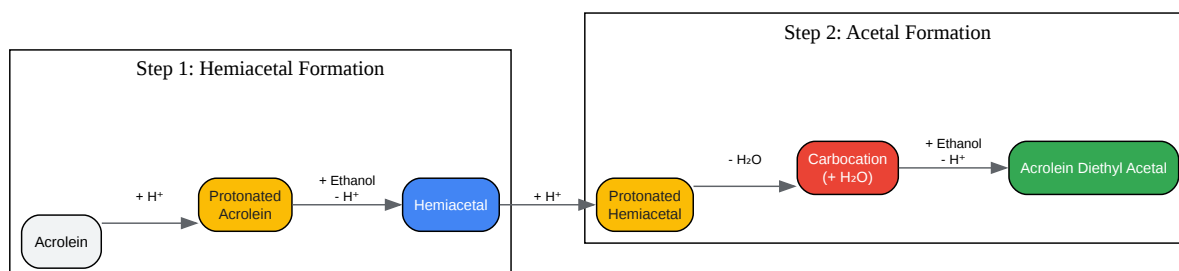 Step 1: Hemiacetal Formation
Acrolein
+ H⁺
Protonated
Acrolein
+ Ethanol
- H⁺
Hemiacetal
+ H⁺
Step 2: Acetal Formation
Protonated
Hemiacetal
- H₂O
Carbocation
(+ H₂O)
+ Ethanol
- H⁺
Acrolein Diethyl Acetal